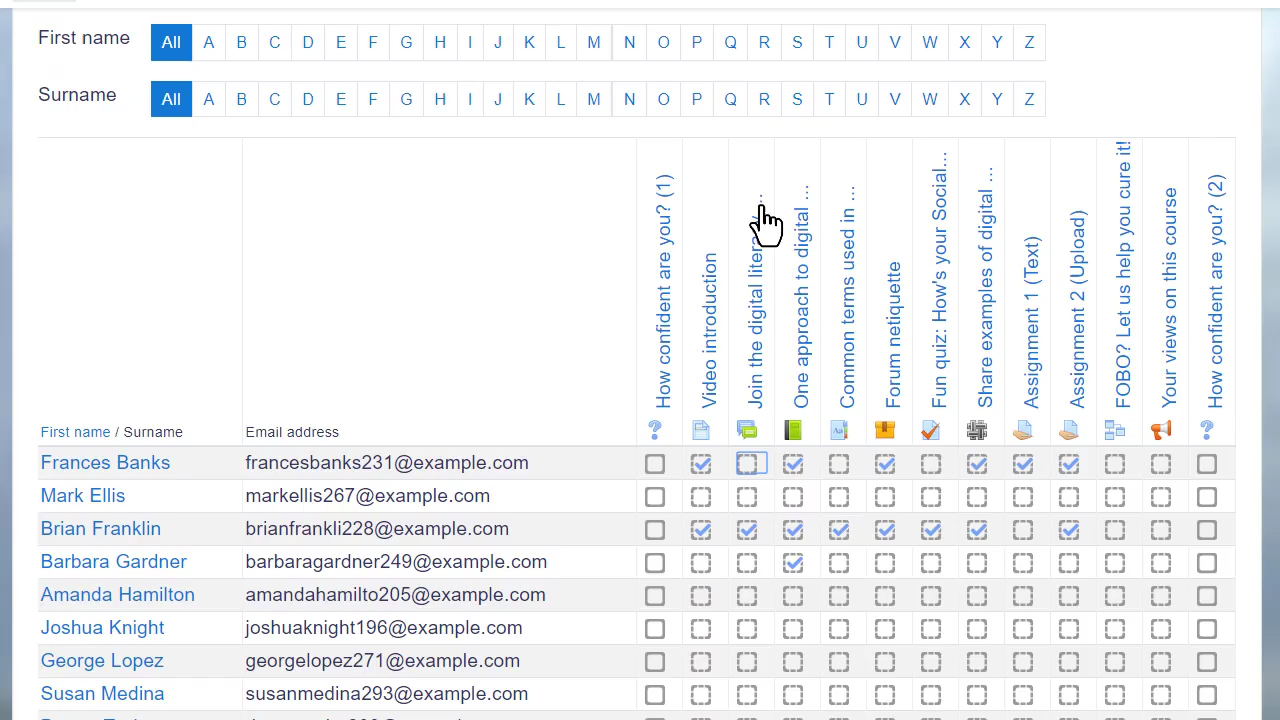 First name All A B C D E F G H I J K L M N O P Q R S T U V W X Y Z
Surname All A B C D E F G H I J K L M N O P Q R S T U V W X Y Z
How confident are you? (1)
Video introduction
Join the digital ...
One approach to digital ...
Common terms used in ...
Forum netiquette
Fun quiz: How's your Social...
Share examples of digital ...
Assignment 1 (Text)
Assignment 2 (Upload)
FOBO? Let us help you cure it!
Your views on this course
How confident are you? (2)
First name / Surname Email address
Frances Banks francesbanks231@example.com
Mark Ellis markellis267@example.com
Brian Franklin brianfrankli228@example.com
Barbara Gardner barbaragardner249@example.com
Amanda Hamilton amandahamilto205@example.com
Joshua Knight joshuaknight196@example.com
George Lopez georgelopez271@example.com
Susan Medina susanmedina293@example.com